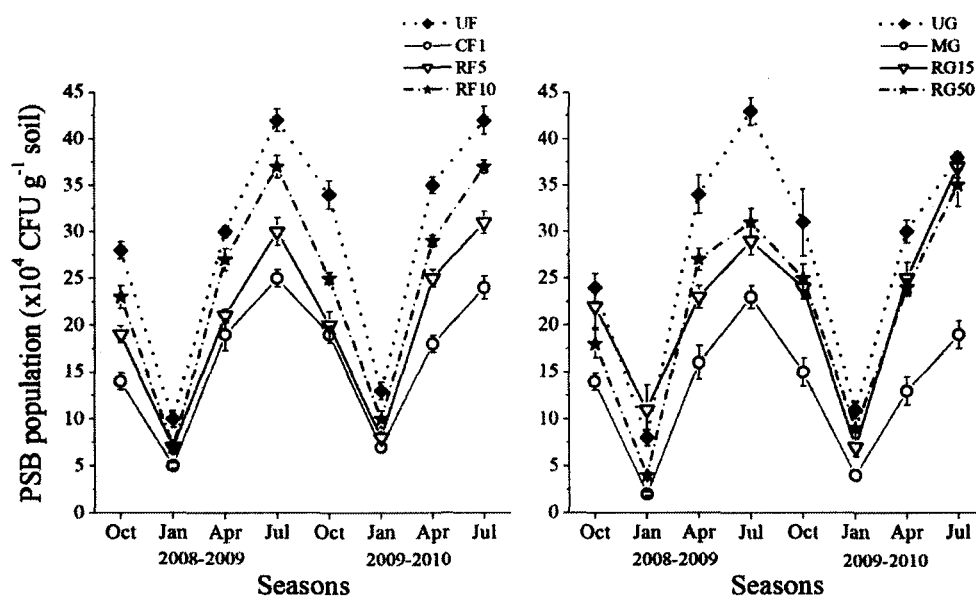 UF
CF1
RF5
RF10
UG
MG
RG15
RG50
PSB population (x10⁴ CFU g⁻¹ soil)
45
40
35
30
25
20
15
10
5
0
45
40
35
30
25
20
15
10
5
0
Oct Jan Apr Jul Oct Jan Apr Jul
2008-2009 2009-2010
Seasons
Oct Jan Apr Jul Oct Jan Apr Jul
2008-2009 2009-2010
Seasons